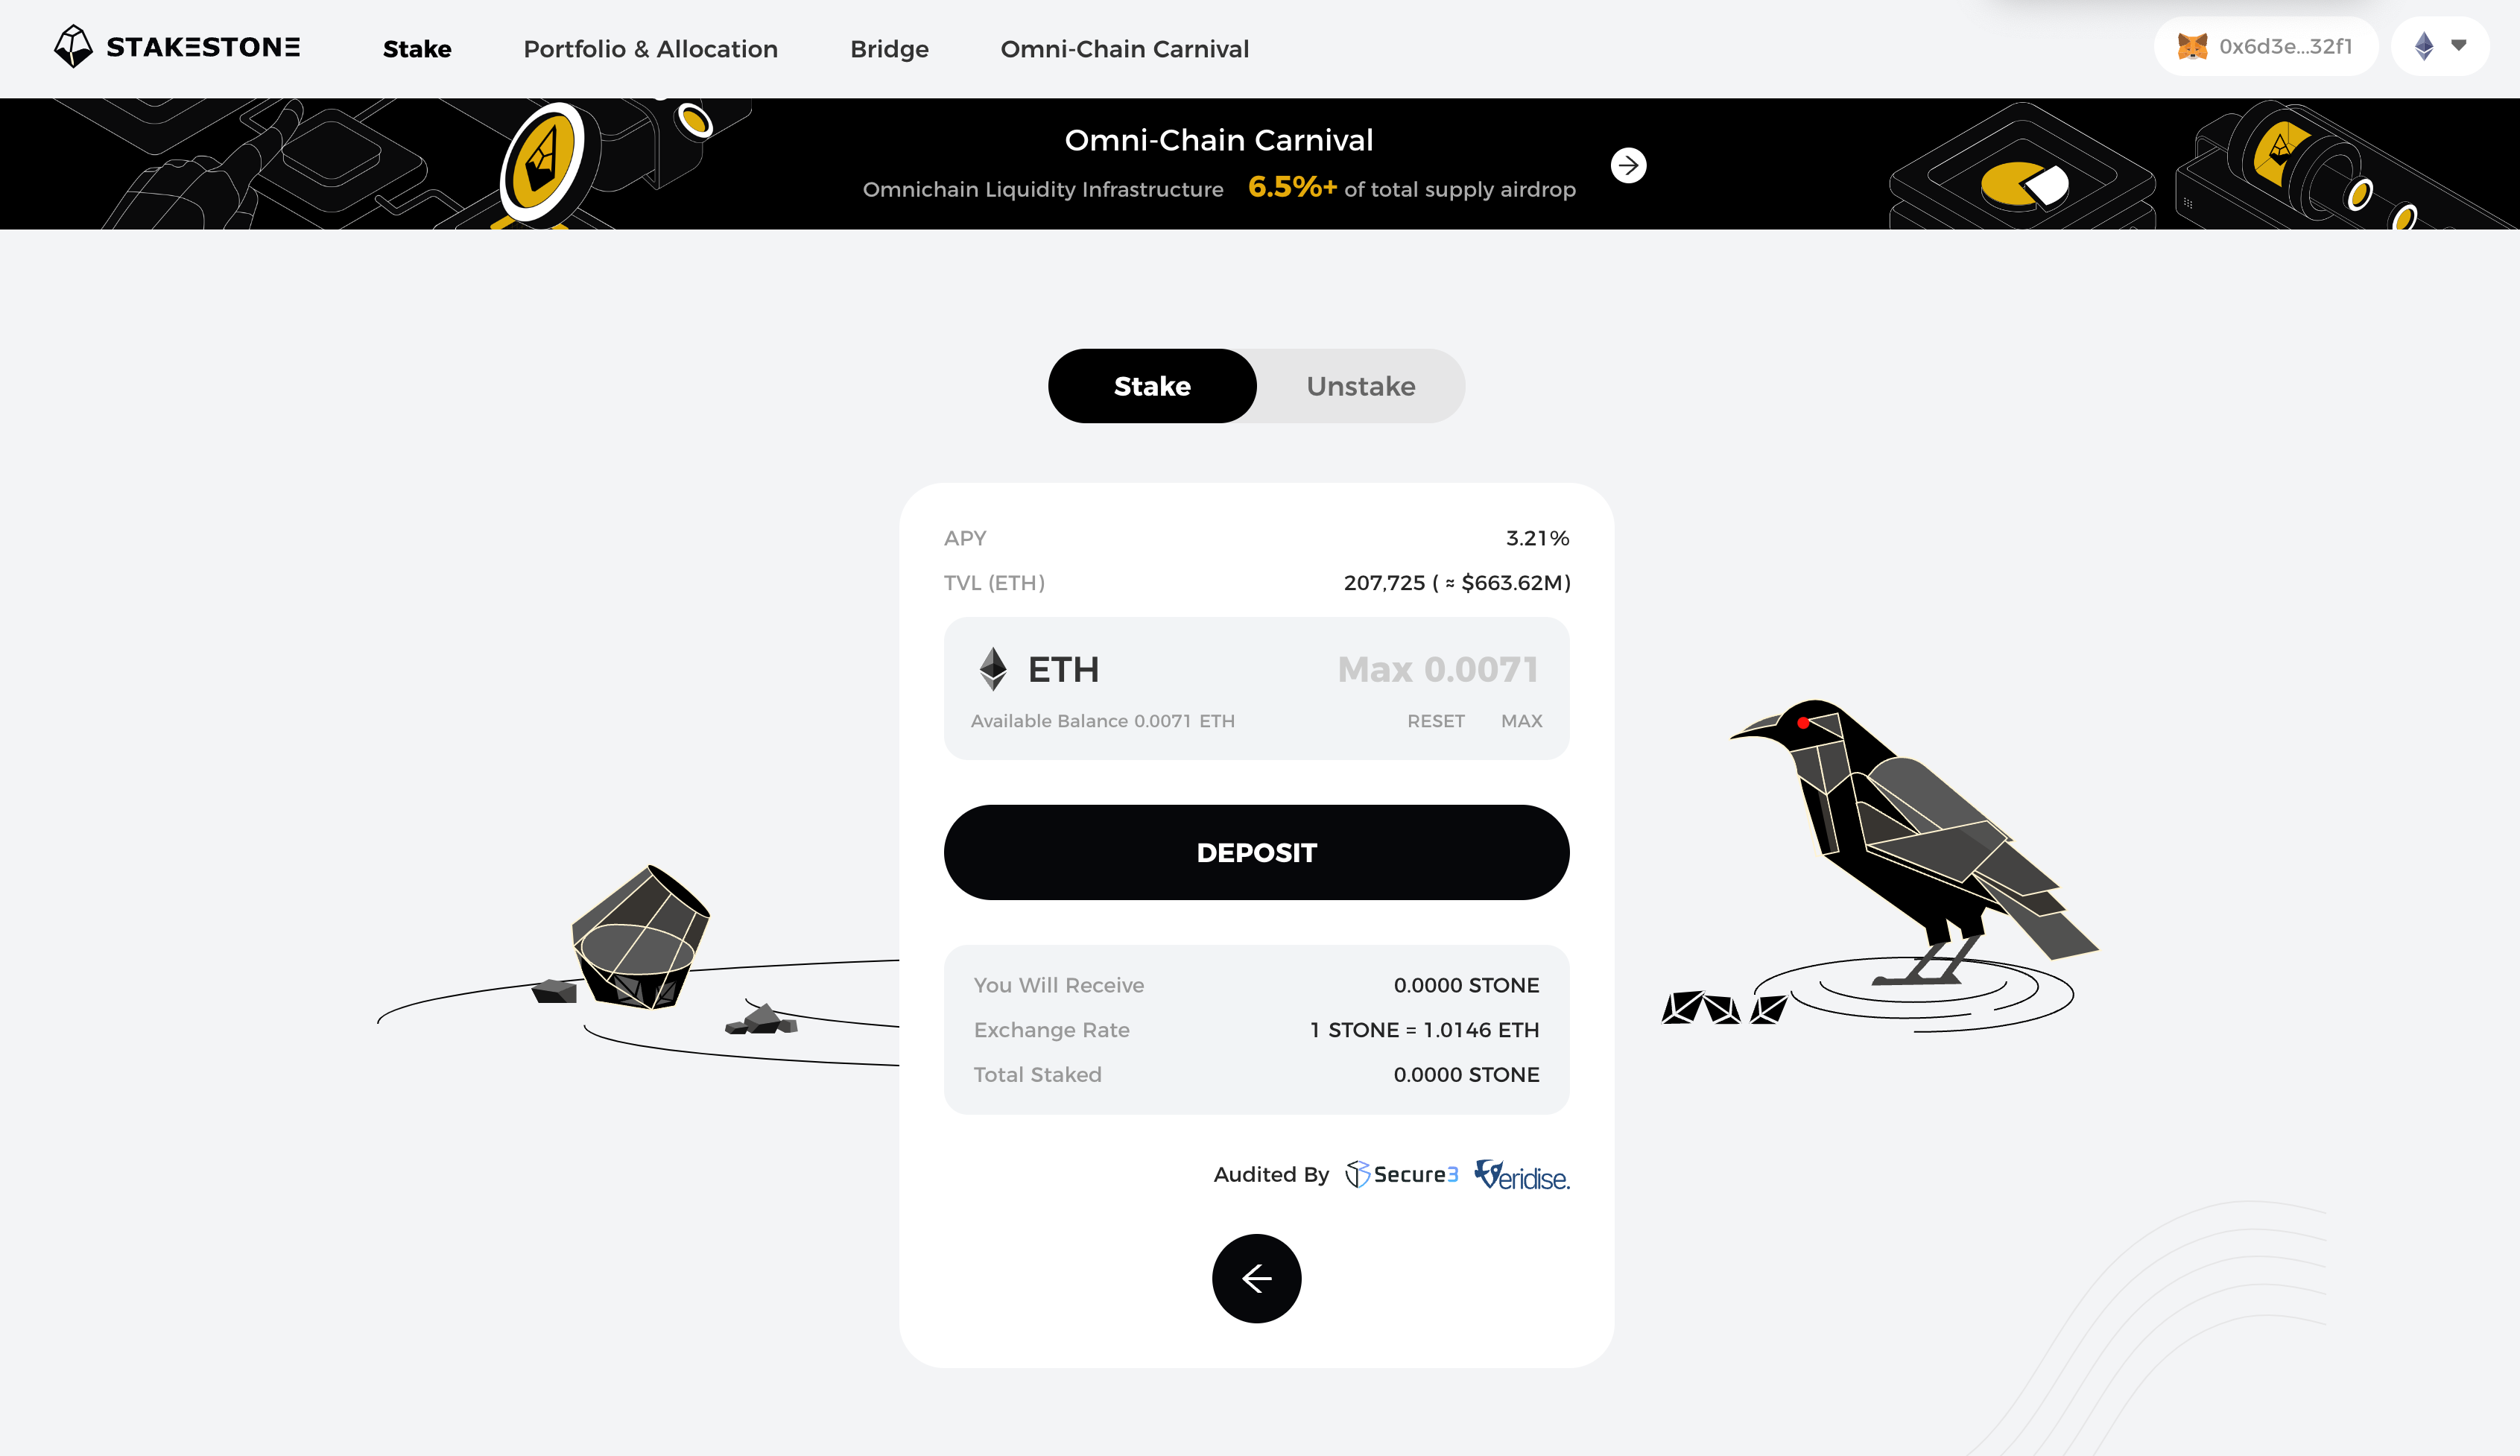 STAKESTONE
Stake
Portfolio & Allocation
Bridge
Omni-Chain Carnival
0x6d3e...32f1
Omni-Chain Carnival
Omnichain Liquidity Infrastructure 6.5%+ of total supply airdrop
Stake
Unstake
APY 3.21%
TVL (ETH) 207,725 ( ≈ $663.62M)
ETH Max 0.0071
Available Balance 0.0071 ETH RESET MAX
DEPOSIT
You Will Receive 0.0000 STONE
Exchange Rate 1 STONE = 1.0146 ETH
Total Staked 0.0000 STONE
Audited By Secure3 Veridise.